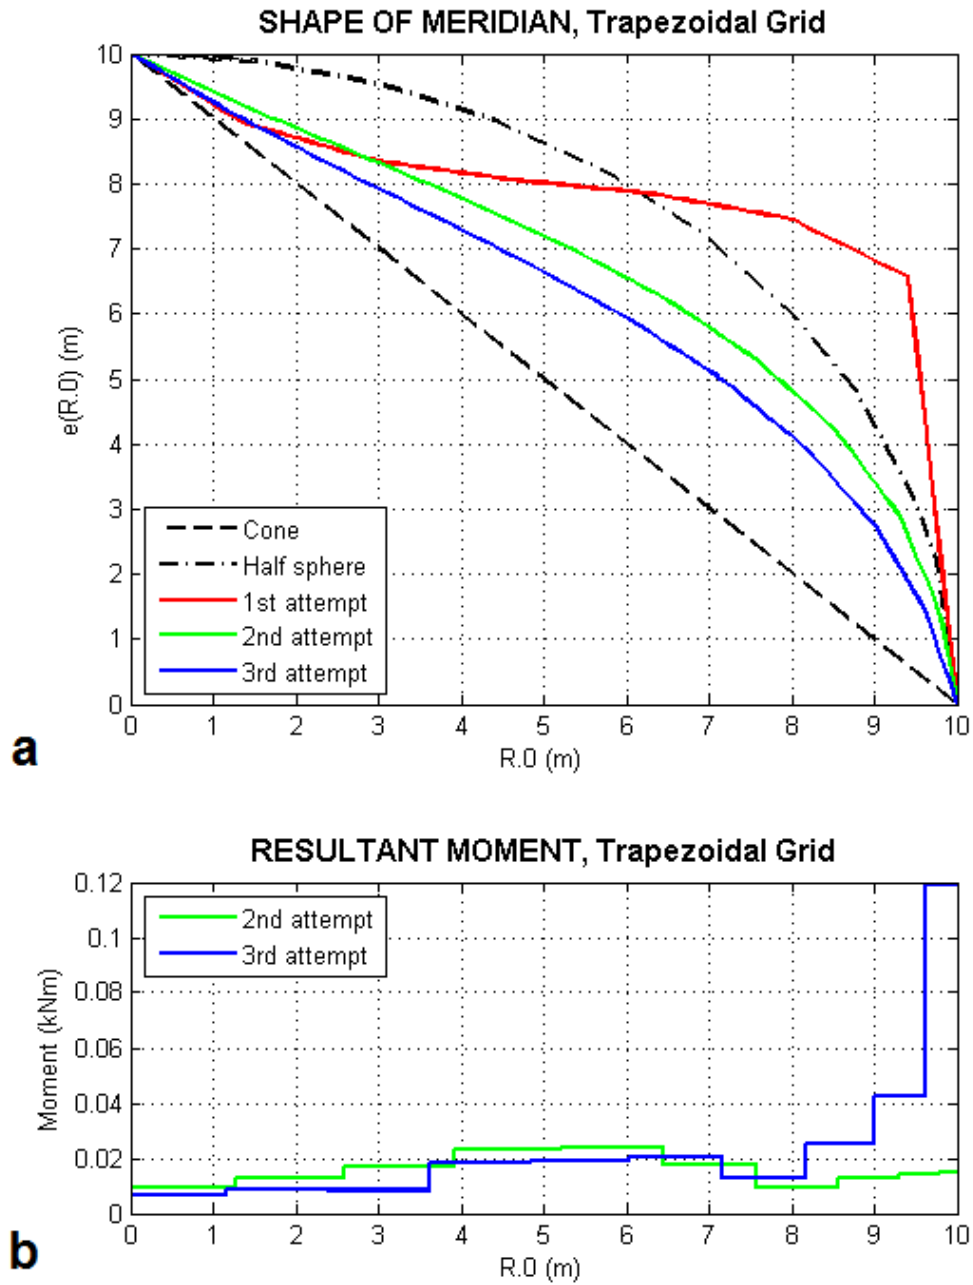 SHAPE OF MERIDIAN, Trapezoidal Grid
10
9
8
7
6
5
4
3
2
1
0
e(R.0) (m)
Cone
Half sphere
1st attempt
2nd attempt
3rd attempt
0 1 2 3 4 5 6 7 8 9 10
R.0 (m)
a
RESULTANT MOMENT, Trapezoidal Grid
0.12
0.1
0.08
0.06
0.04
0.02
0
Moment (kNm)
2nd attempt
3rd attempt
0 1 2 3 4 5 6 7 8 9 10
R.0 (m)
b